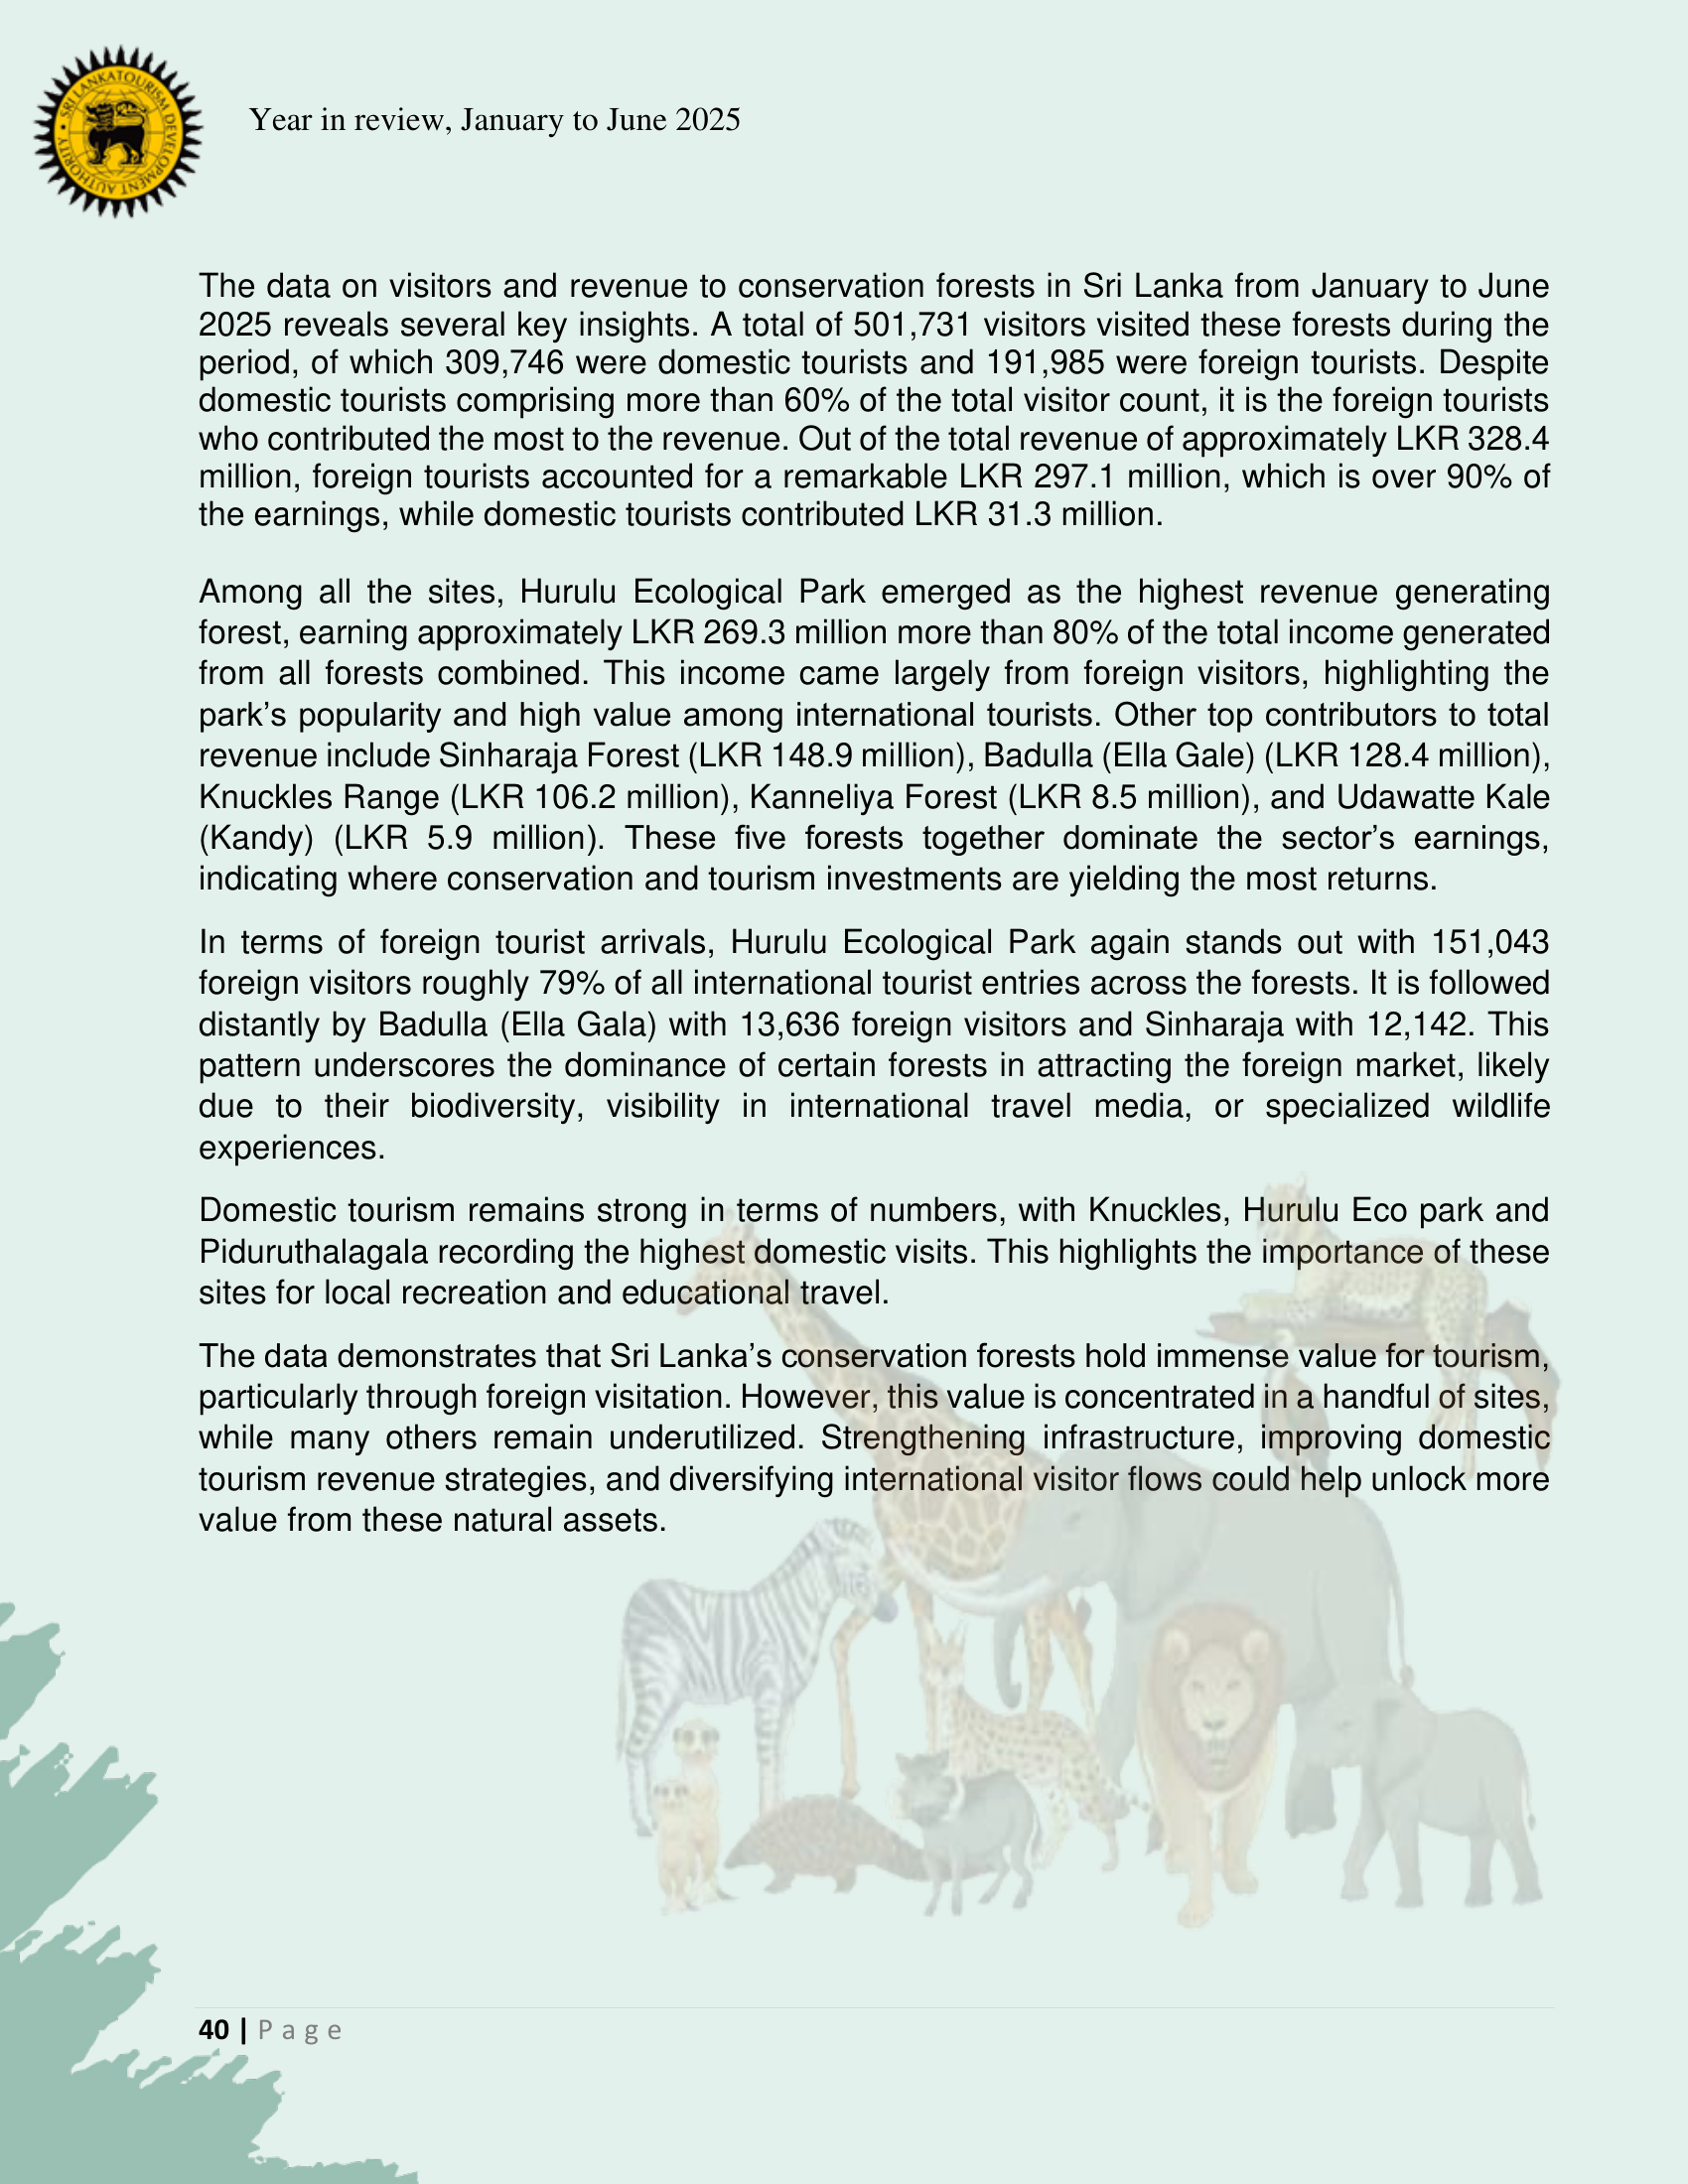 SRI LANKA TOURISM DEVELOPMENT AUTHORITY
Year in review, January to June 2025
The data on visitors and revenue to conservation forests in Sri Lanka from January to June
2025 reveals several key insights. A total of 501,731 visitors visited these forests during the
period, of which 309,746 were domestic tourists and 191,985 were foreign tourists. Despite
domestic tourists comprising more than 60% of the total visitor count, it is the foreign tourists
who contributed the most to the revenue. Out of the total revenue of approximately LKR 328.4
million, foreign tourists accounted for a remarkable LKR 297.1 million, which is over 90% of
the earnings, while domestic tourists contributed LKR 31.3 million.
Among all the sites, Hurulu Ecological Park emerged as the highest revenue generating
forest, earning approximately LKR 269.3 million more than 80% of the total income generated
from all forests combined. This income came largely from foreign visitors, highlighting the
park’s popularity and high value among international tourists. Other top contributors to total
revenue include Sinharaja Forest (LKR 148.9 million), Badulla (Ella Gale) (LKR 128.4 million),
Knuckles Range (LKR 106.2 million), Kanneliya Forest (LKR 8.5 million), and Udawatte Kale
(Kandy) (LKR 5.9 million). These five forests together dominate the sector’s earnings,
indicating where conservation and tourism investments are yielding the most returns.
In terms of foreign tourist arrivals, Hurulu Ecological Park again stands out with 151,043
foreign visitors roughly 79% of all international tourist entries across the forests. It is followed
distantly by Badulla (Ella Gala) with 13,636 foreign visitors and Sinharaja with 12,142. This
pattern underscores the dominance of certain forests in attracting the foreign market, likely
due to their biodiversity, visibility in international travel media, or specialized wildlife
experiences.
Domestic tourism remains strong in terms of numbers, with Knuckles, Hurulu Eco park and
Piduruthalagala recording the highest domestic visits. This highlights the importance of these
sites for local recreation and educational travel.
The data demonstrates that Sri Lanka’s conservation forests hold immense value for tourism,
particularly through foreign visitation. However, this value is concentrated in a handful of sites,
while many others remain underutilized. Strengthening infrastructure, improving domestic
tourism revenue strategies, and diversifying international visitor flows could help unlock more
value from these natural assets.
40 | Page